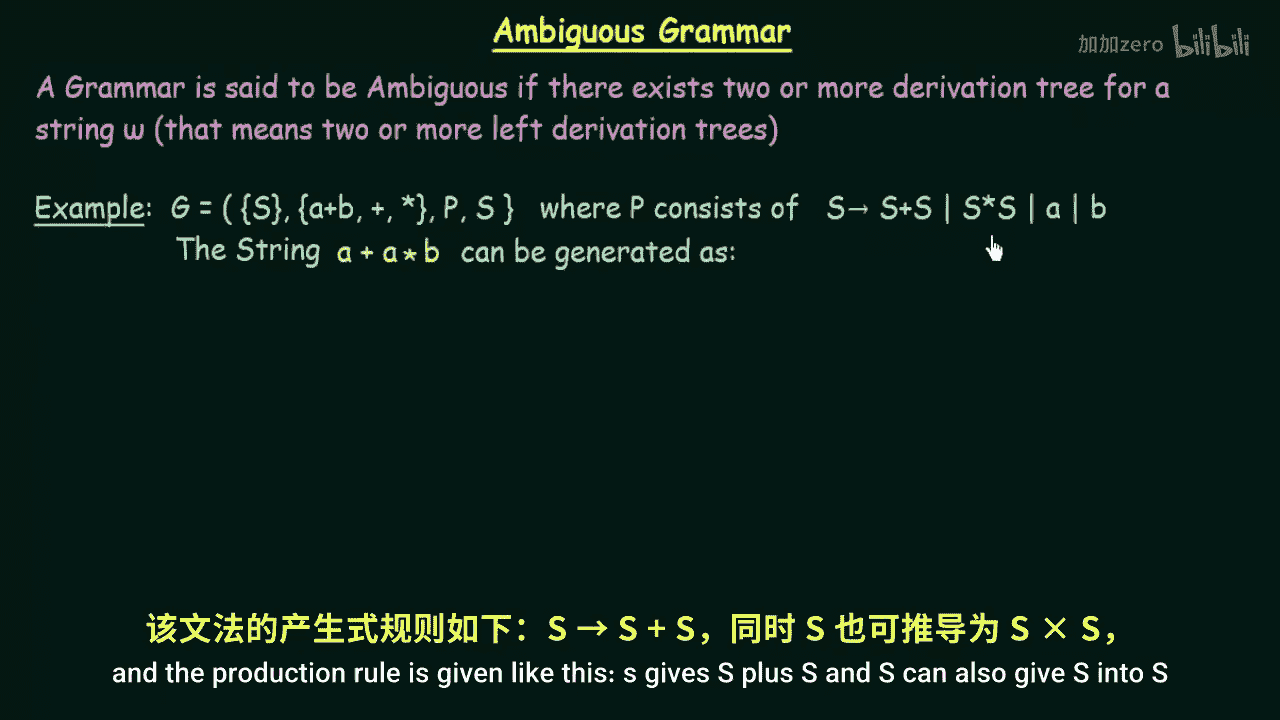 Ambiguous Grammar
加加zero bilibili
A Grammar is said to be Ambiguous if there exists two or more derivation tree for a
string w (that means two or more left derivation trees)
Example: G = ( {S}, {a+b, +, *}, P, S } where P consists of S→ S+S | S*S | a | b
The String a + a * b can be generated as:
该文法的产生式规则如下：S → S + S，同时 S 也可推导为 S × S，
and the production rule is given like this: s gives S plus S and S can also give S into S